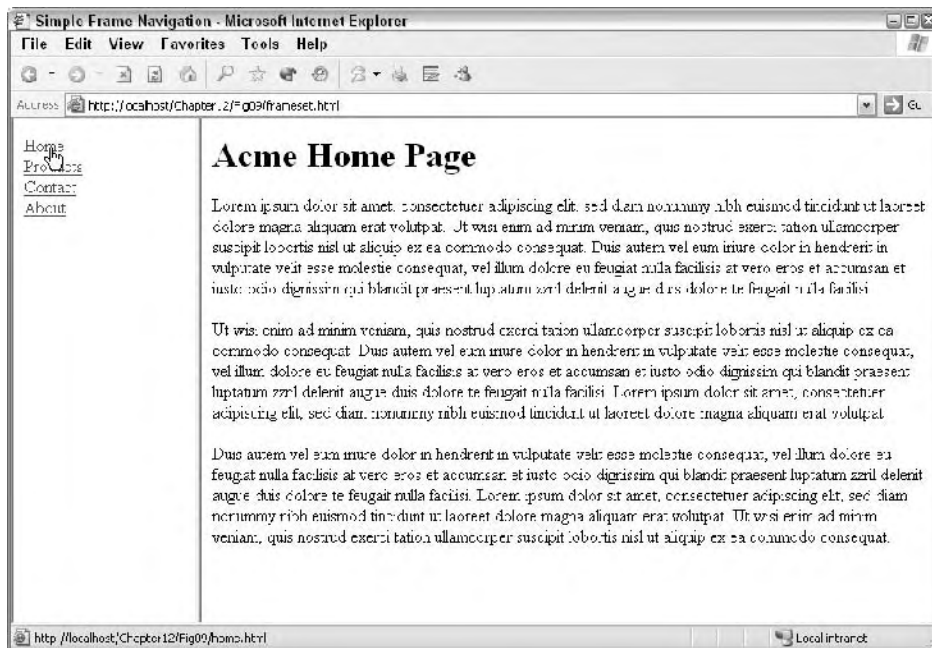 Simple Frame Navigation - Microsoft Internet Explorer
File Edit View Favorites Tools Help
Address http://localhost/Chapter12/Fig09/frameset.html Go
Home
Products
Contact
About
Acme Home Page
Lorem ipsum dolor sit amet, consectetuer adipiscing elit, sed diam nonummy nibh euismod tincidunt ut laoreet
dolore magna aliquam erat volutpat. Ut wisi enim ad minim veniam, quis nostrud exerci tation ullamcorper
suscipit lobortis nisl ut aliquip ex ea commodo consequat. Duis autem vel eum iriure dolor in hendrerit in
vulputate velit esse molestie consequat, vel illum dolore eu feugiat nulla facilisis at vero eros et accumsan et
iusto odio dignissim qui blandit praesent luptatum zzril delenit augue duis dolore te feugait nulla facilisi.
Ut wisi enim ad minim veniam, quis nostrud exerci tation ullamcorper suscipit lobortis nisl ut aliquip ex ea
commodo consequat. Duis autem vel eum iriure dolor in hendrerit in vulputate velit esse molestie consequat,
vel illum dolore eu feugiat nulla facilisis at vero eros et accumsan et iusto odio dignissim qui blandit praesent
luptatum zzril delenit augue duis dolore te feugait nulla facilisi. Lorem ipsum dolor sit amet, consectetuer
adipiscing elit, sed diam nonummy nibh euismod tincidunt ut laoreet dolore magna aliquam erat volutpat.
Duis autem vel eum iriure dolor in hendrerit in vulputate velit esse molestie consequat, vel illum dolore eu
feugiat nulla facilisis at vero eros et accumsan et iusto odio dignissim qui blandit praesent luptatum zzril delenit
augue duis dolore te feugait nulla facilisi. Lorem ipsum dolor sit amet, consectetuer adipiscing elit, sed diam
nonummy nibh euismod tincidunt ut laoreet dolore magna aliquam erat volutpat. Ut wisi enim ad minim
veniam, quis nostrud exerci tation ullamcorper suscipit lobortis nisl ut aliquip ex ea commodo consequat.
http://localhost/Chapter12/Fig09/home.html Local intranet